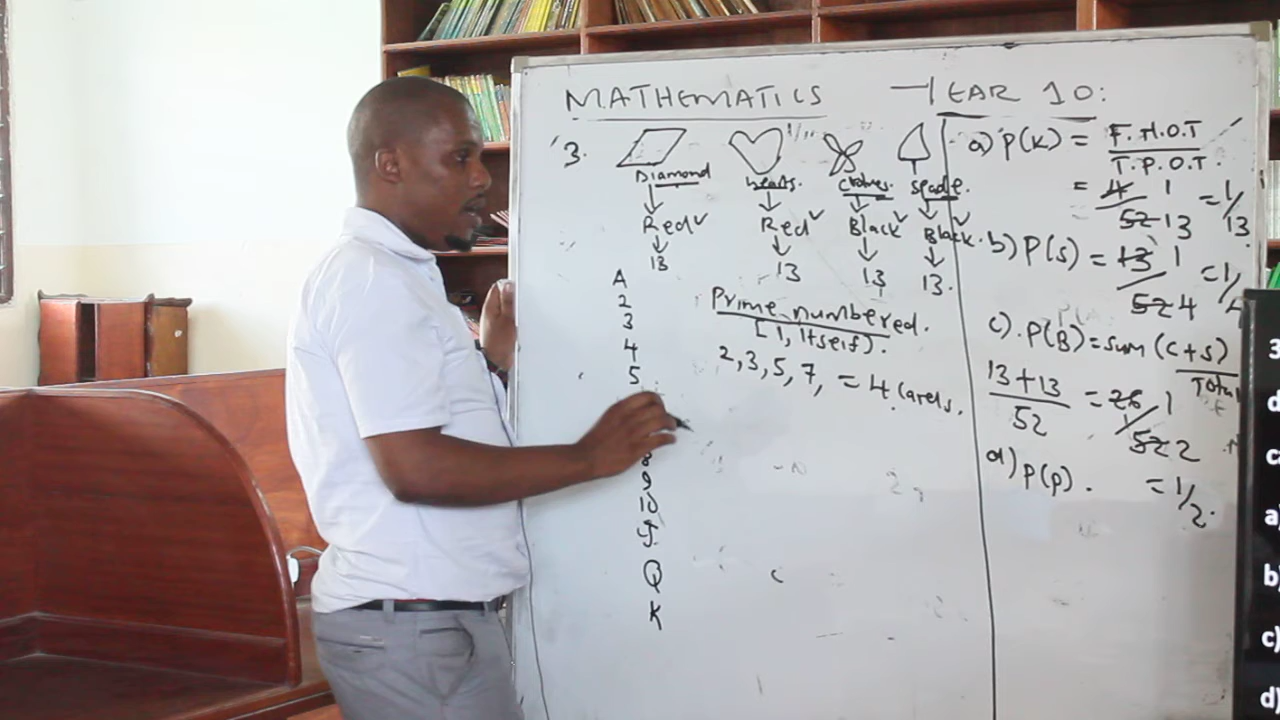 MATHEMATICS YEAR 10:
3.
Diamond hearts. spade.
Red Red Black Black.
13 13 13 13.
A
2
3
4
5
8
9
10
J
Q
K
Prime numbered.
[1, itself).
2, 3, 5, 7, = 4 Cards.
a) P(K) = F.H.O.T
T.P.O.T.
= 4 1 = 1/13
52 13
b) P(S) = 13 1 = 1/
52 4
c). P(B) = sum (C+S)
Total
13+13 = 26 1
52 52 2
d) P(P). = 1/2.
3
d
c
a)
b)
c)
d)